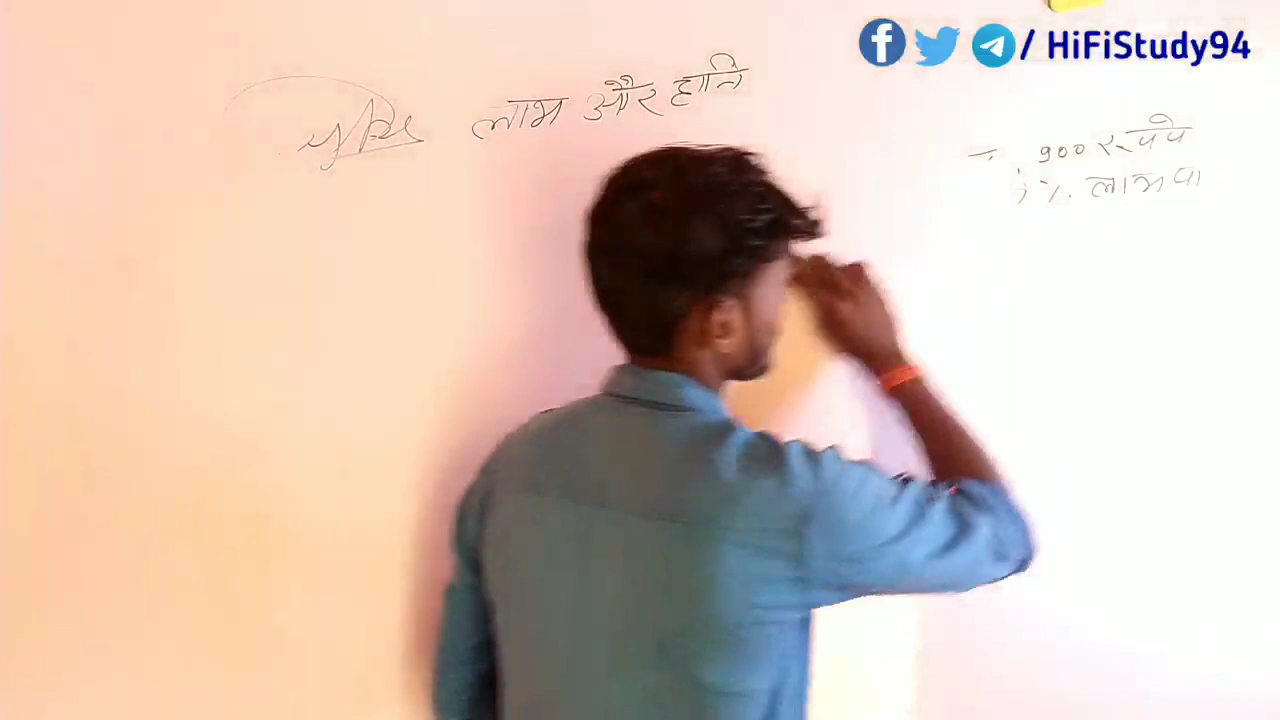 / HiFiStudy94
लाभ और हानि
900 रूपये
% लाभ पा